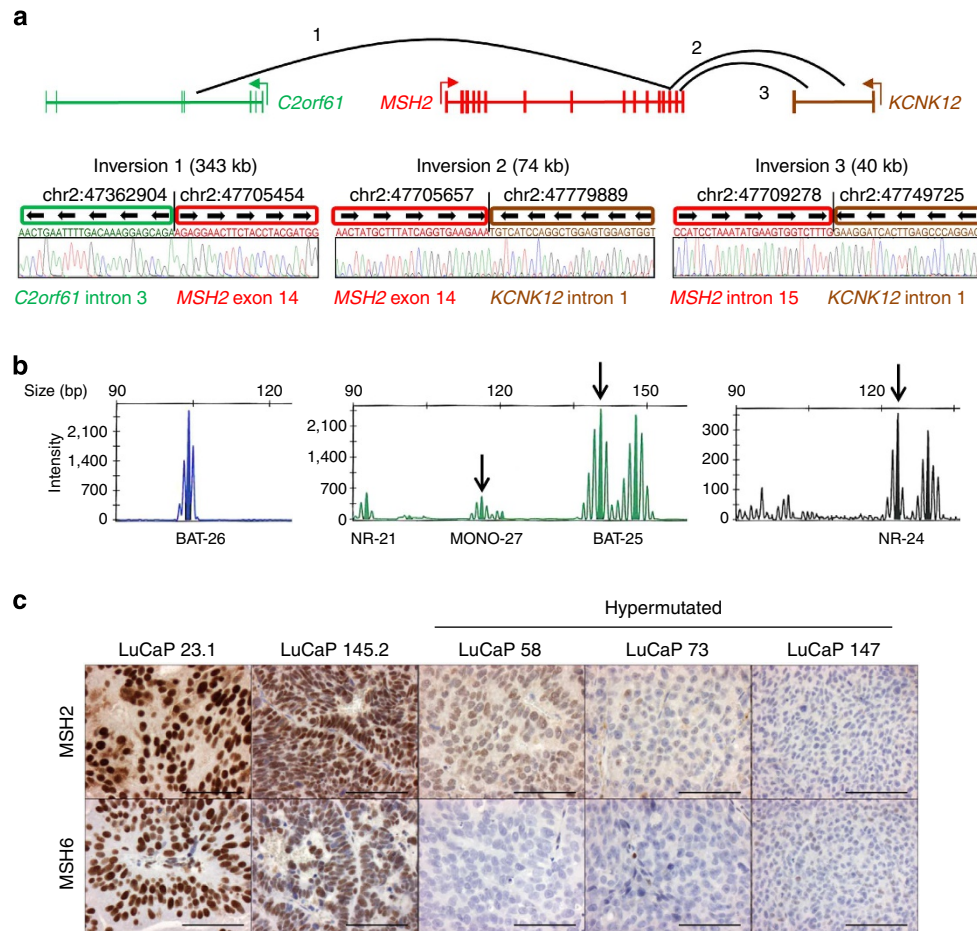 a
1
2
3
C2orf61
MSH2
KCNK12
Inversion 1 (343 kb)
chr2:47362904
chr2:47705454
AACTGAATTTTGACAAAGGAGCAGAAGAGGAACTTCTACCTACGATGG
C2orf61 intron 3
MSH2 exon 14
Inversion 2 (74 kb)
chr2:47705657
chr2:47779889
AACTATGCTTTATCAGGTGAAGAAATGTCATCCAGGCTGGAGTGGAGTGGT
MSH2 exon 14
KCNK12 intron 1
Inversion 3 (40 kb)
chr2:47709278
chr2:47749725
CCATCCTAAATATGAAGTGGTCTTTGGAAGGATCACTTGAGCCCAGGAC
MSH2 intron 15
KCNK12 intron 1
b
Size (bp)
90
120
Intensity
2,100
1,400
700
0
BAT-26
90
120
150
2,100
1,400
700
0
NR-21
MONO-27
BAT-25
90
120
300
200
100
0
NR-24
c
Hypermutated
LuCaP 23.1
LuCaP 145.2
LuCaP 58
LuCaP 73
LuCaP 147
MSH2
MSH6